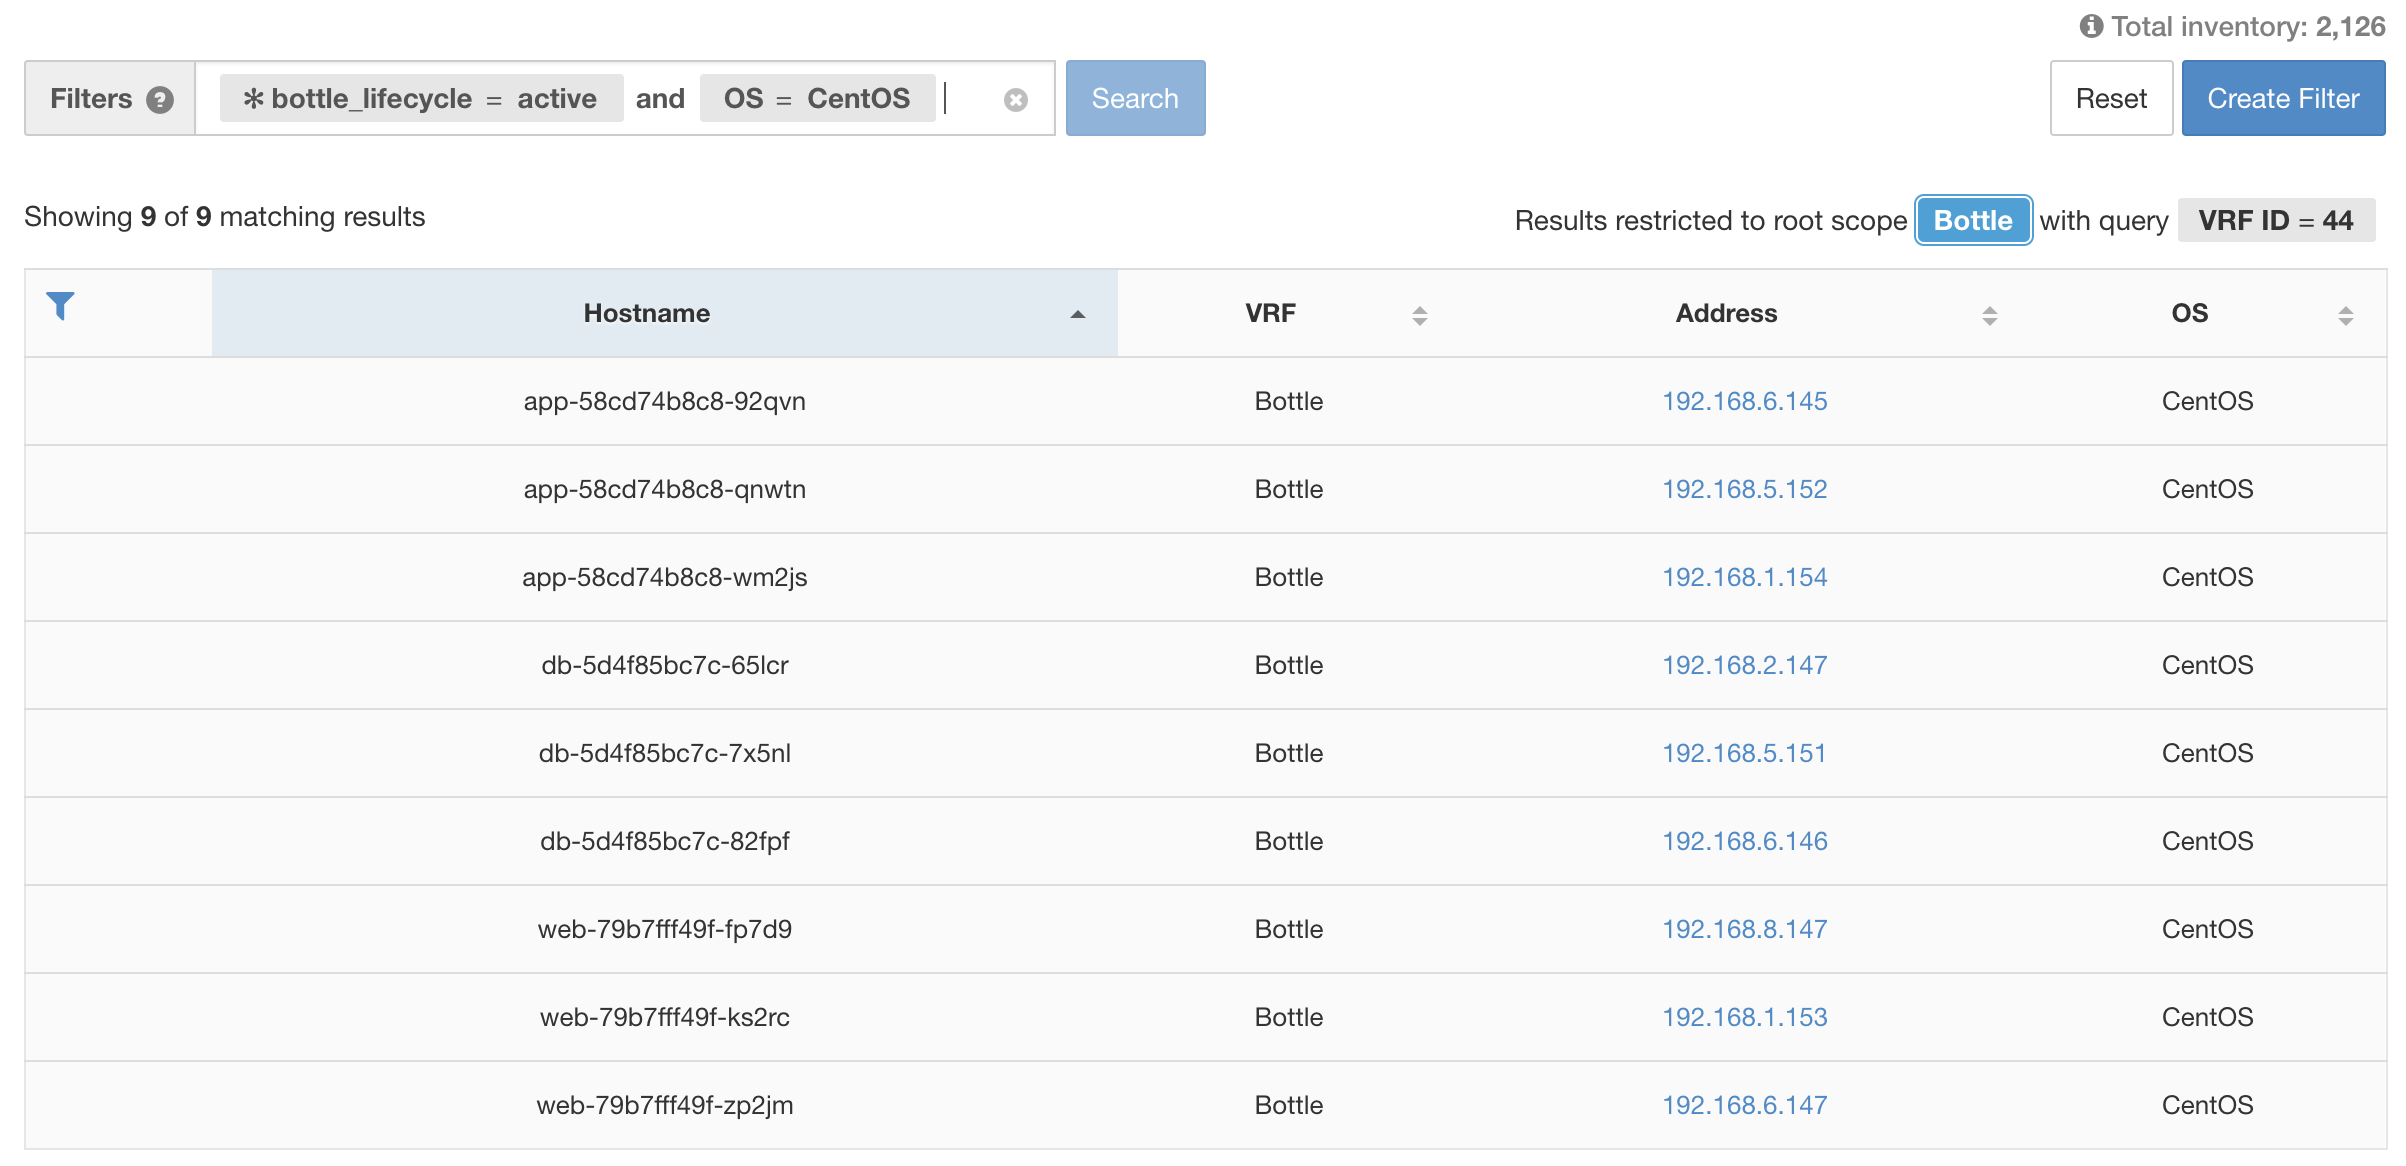 Total inventory: 2,126
Filters ✻ bottle_lifecycle = active and OS = CentOS Search Reset Create Filter
Showing 9 of 9 matching results Results restricted to root scope Bottle with query VRF ID = 44
Hostname VRF Address OS
app-58cd74b8c8-92qvn Bottle 192.168.6.145 CentOS
app-58cd74b8c8-qnwtn Bottle 192.168.5.152 CentOS
app-58cd74b8c8-wm2js Bottle 192.168.1.154 CentOS
db-5d4f85bc7c-65lcr Bottle 192.168.2.147 CentOS
db-5d4f85bc7c-7x5nl Bottle 192.168.5.151 CentOS
db-5d4f85bc7c-82fpf Bottle 192.168.6.146 CentOS
web-79b7fff49f-fp7d9 Bottle 192.168.8.147 CentOS
web-79b7fff49f-ks2rc Bottle 192.168.1.153 CentOS
web-79b7fff49f-zp2jm Bottle 192.168.6.147 CentOS